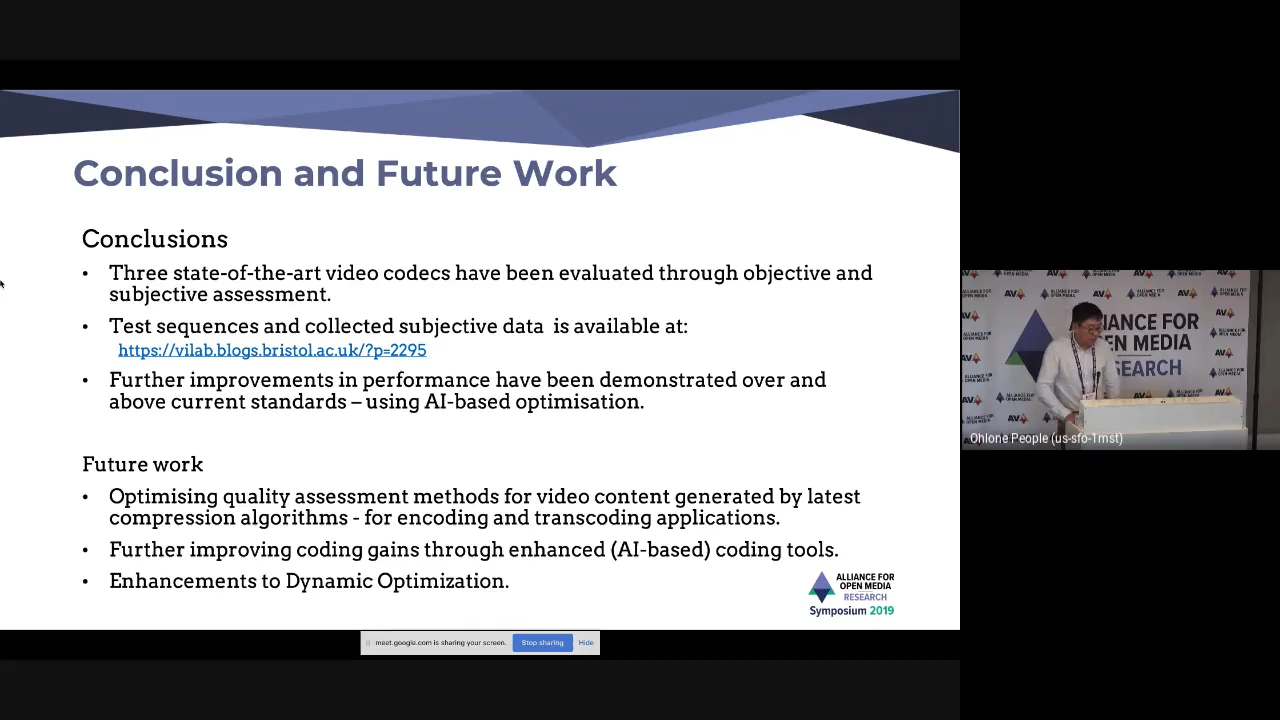 Conclusion and Future Work
Conclusions
• Three state-of-the-art video codecs have been evaluated through objective and
subjective assessment.
• Test sequences and collected subjective data is available at:
https://vilab.blogs.bristol.ac.uk/?p=2295
• Further improvements in performance have been demonstrated over and
above current standards – using AI-based optimisation.
Future work
• Optimising quality assessment methods for video content generated by latest
compression algorithms - for encoding and transcoding applications.
• Further improving coding gains through enhanced (AI-based) coding tools.
• Enhancements to Dynamic Optimization.
ALLIANCE FOR
OPEN MEDIA
RESEARCH
Symposium 2019
meet.google.com is sharing your screen. Stop sharing Hide
IANCE FOR
EN MEDIA
SEARCH
Ohlone People (us-sfo-1mst)